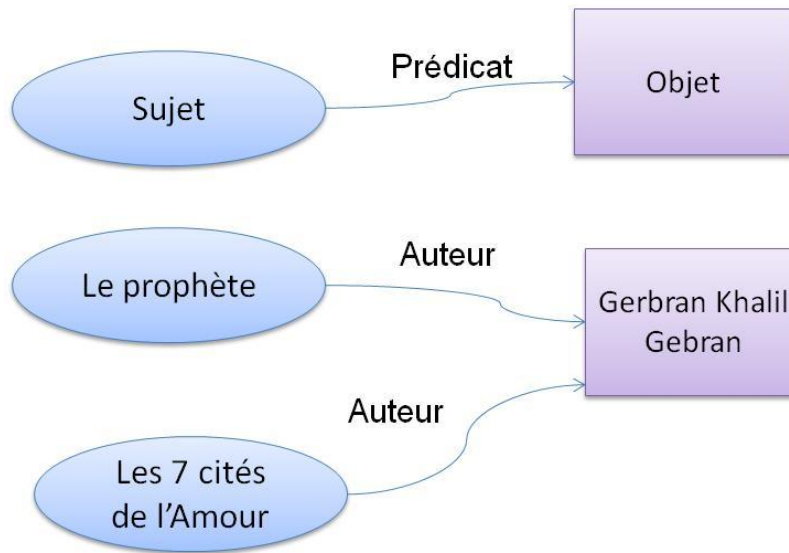 Prédicat
Sujet
Objet
Auteur
Le prophète
Gerbran Khalil
Gebran
Auteur
Les 7 cités
de l'Amour